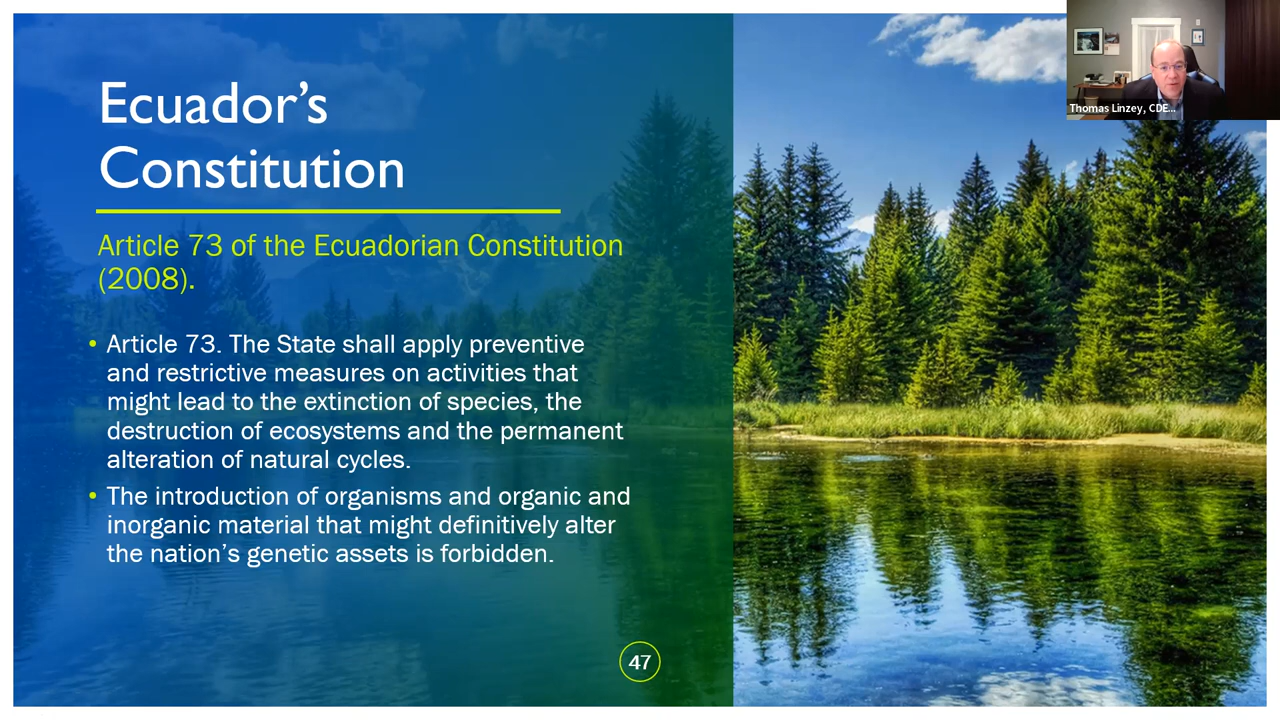 Ecuador’s
Constitution
Article 73 of the Ecuadorian Constitution
(2008).
• Article 73. The State shall apply preventive
and restrictive measures on activities that
might lead to the extinction of species, the
destruction of ecosystems and the permanent
alteration of natural cycles.
• The introduction of organisms and organic and
inorganic material that might definitively alter
the nation’s genetic assets is forbidden.
47
Thomas Linzey, CDE...